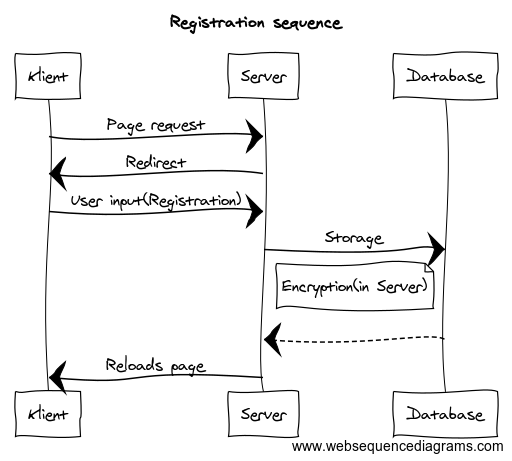 Registration sequence
Klient
Server
Database
Page request
Redirect
User input(Registration)
Storage
Encryption(in Server)
Reloads page
Klient
Server
Database
www.websequencediagrams.com